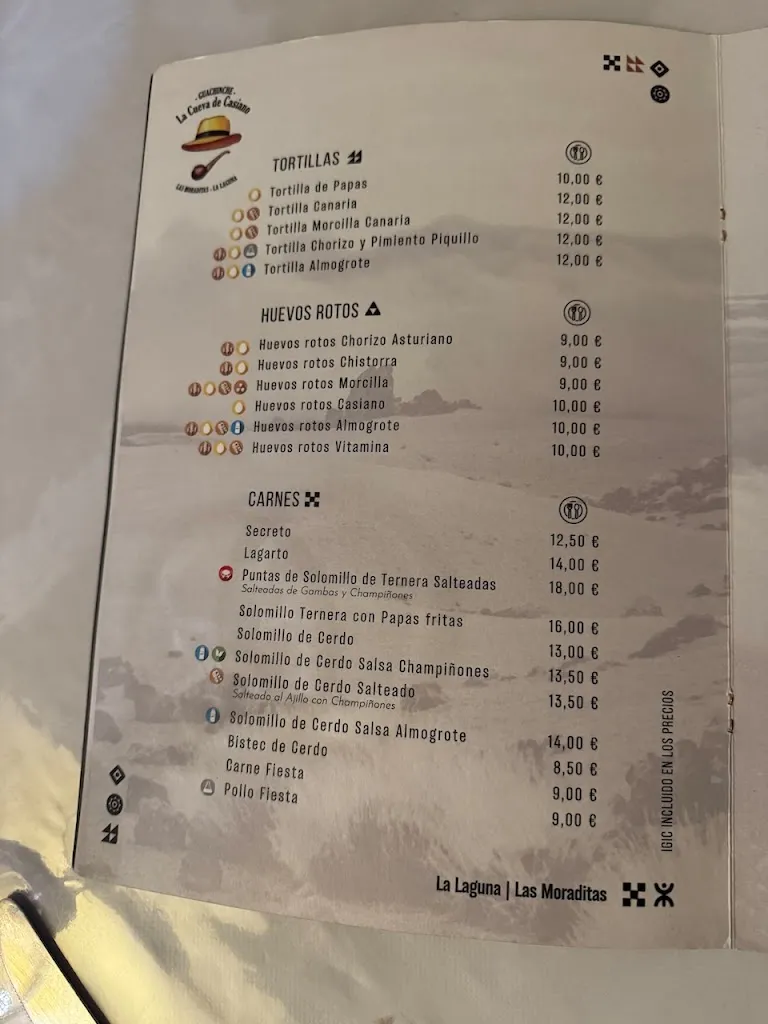 - GUACHINCHE -
La Cueva de Casiano
LAS MORADITAS - LA LAGUNA
TORTILLAS
Tortilla de Papas 10,00 €
Tortilla Canaria 12,00 €
Tortilla Morcilla Canaria 12,00 €
Tortilla Chorizo y Pimiento Piquillo 12,00 €
Tortilla Almogrote 12,00 €
HUEVOS ROTOS
Huevos rotos Chorizo Asturiano 9,00 €
Huevos rotos Chistorra 9,00 €
Huevos rotos Morcilla 9,00 €
Huevos rotos Casiano 10,00 €
Huevos rotos Almogrote 10,00 €
Huevos rotos Vitamina 10,00 €
CARNES
Secreto 12,50 €
Lagarto 14,00 €
Puntas de Solomillo de Ternera Salteadas 18,00 €
Salteadas de Gambas y Champiñones
Solomillo Ternera con Papas fritas 16,00 €
Solomillo de Cerdo 13,00 €
Solomillo de Cerdo Salsa Champiñones 13,50 €
Solomillo de Cerdo Salteado 13,50 €
Salteado al Ajillo con Champiñones
Solomillo de Cerdo Salsa Almogrote 14,00 €
Bistec de Cerdo 8,50 €
Carne Fiesta 9,00 €
Pollo Fiesta 9,00 €
IGIC INCLUIDO EN LOS PRECIOS
La Laguna | Las Moraditas